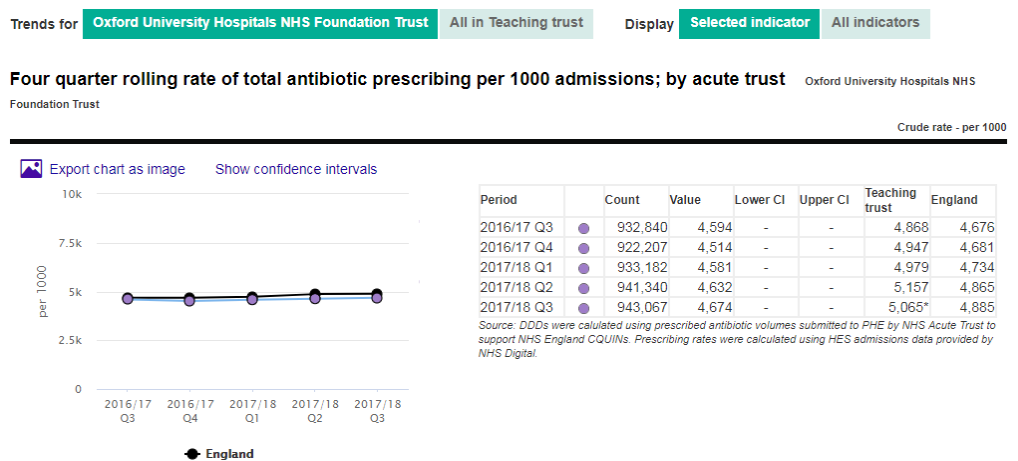 Trends for Oxford University Hospitals NHS Foundation Trust All in Teaching trust Display Selected indicator All indicators
Four quarter rolling rate of total antibiotic prescribing per 1000 admissions; by acute trust Oxford University Hospitals NHS
Foundation Trust
Crude rate - per 1000
Export chart as image Show confidence intervals
10k
7.5k
5k
2.5k
0
per 1000
2016/17 2016/17 2017/18 2017/18 2017/18
Q3 Q4 Q1 Q2 Q3
England
Period Count Value Lower CI Upper CI Teaching trust England
2016/17 Q3 932,840 4,594 - - 4,868 4,676
2016/17 Q4 922,207 4,514 - - 4,947 4,681
2017/18 Q1 933,182 4,581 - - 4,979 4,734
2017/18 Q2 941,340 4,632 - - 5,157 4,865
2017/18 Q3 943,067 4,674 - - 5,065* 4,885
Source: DDDs were calulated using prescribed antibiotic volumes submitted to PHE by NHS Acute Trust to
support NHS England CQUINs. Prescribing rates were calculated using HES admissions data provided by
NHS Digital.